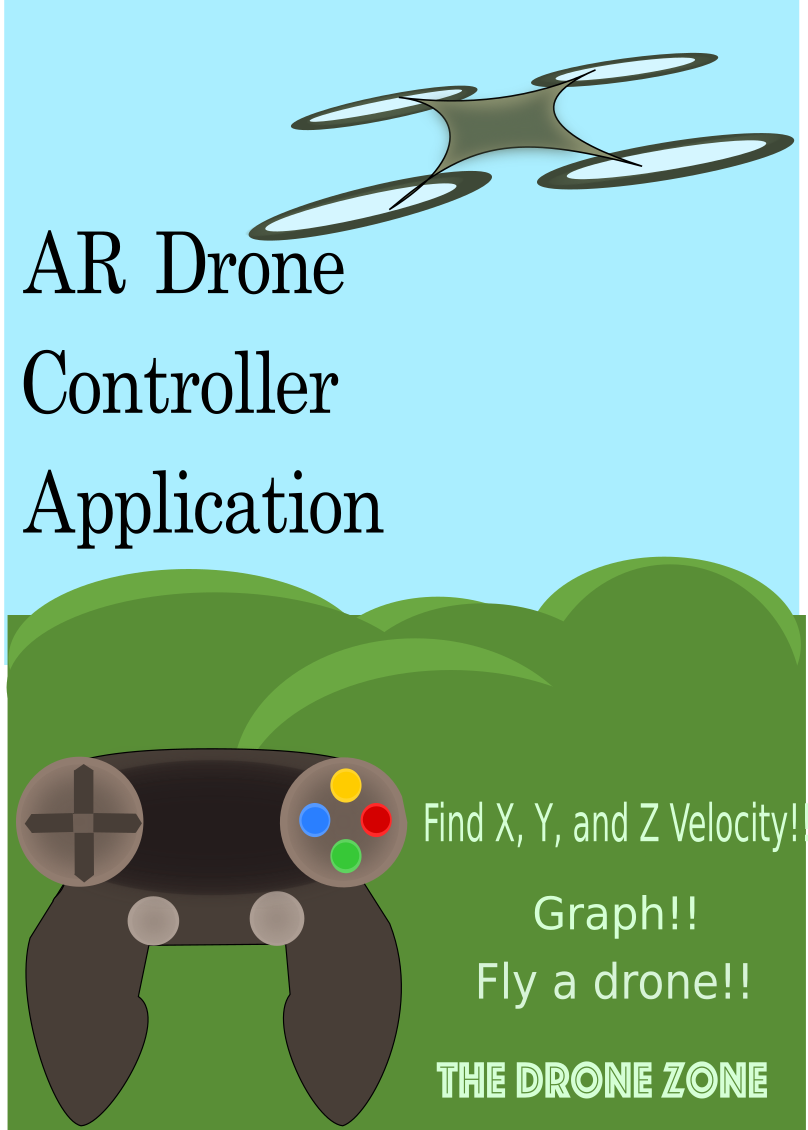 AR Drone
Controller
Application
Find X, Y, and Z Velocity!!
Graph!!
Fly a drone!!
THE DRONE ZONE